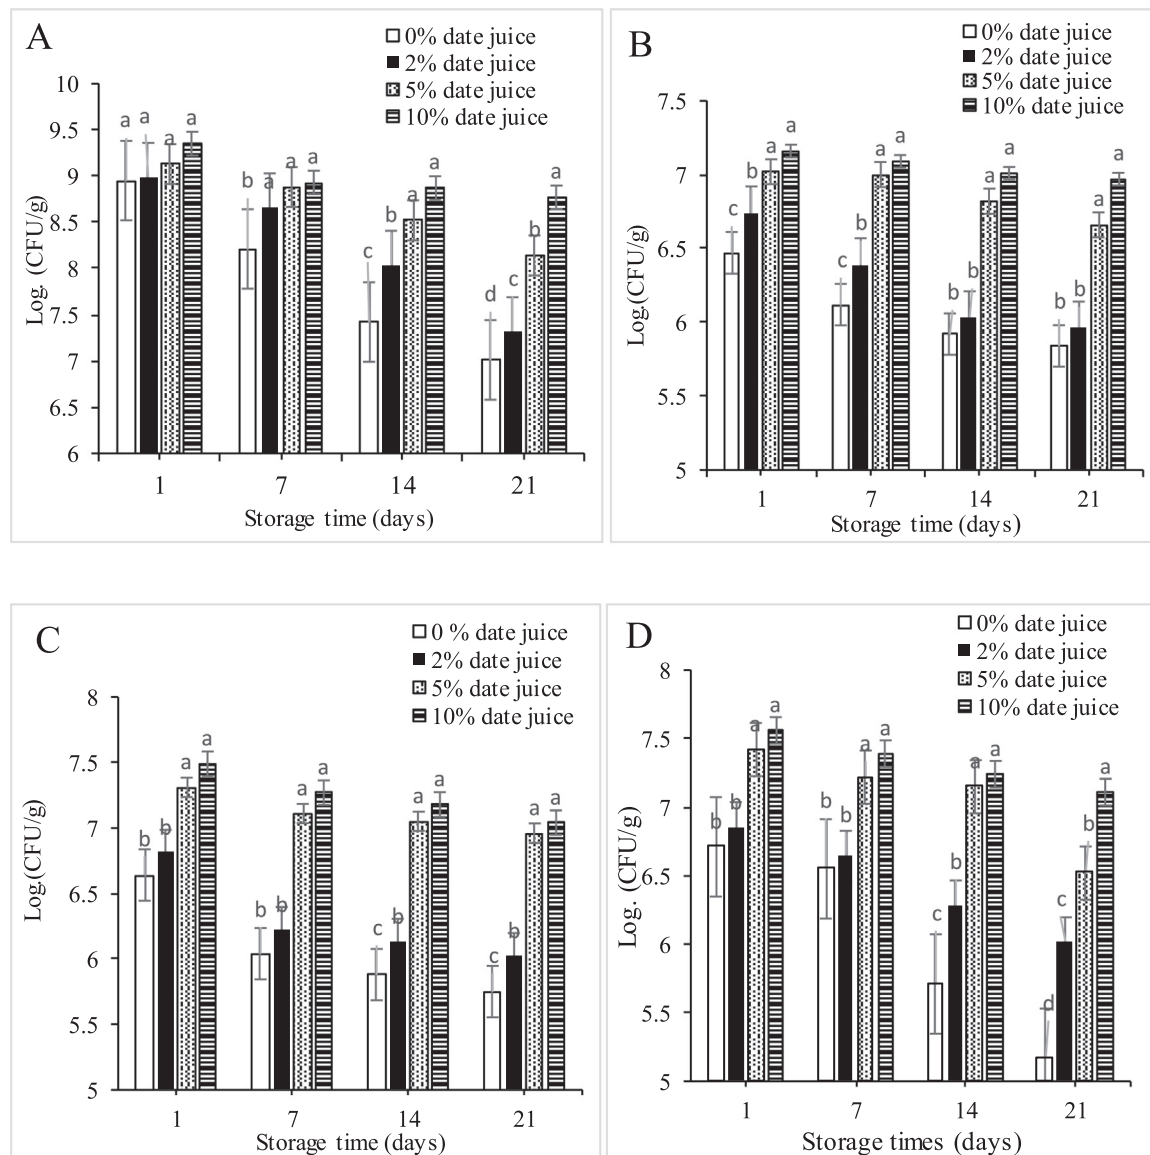 A
0% date juice
2% date juice
5% date juice
10% date juice
10
9.5
9
8.5
8
7.5
7
6.5
6
Log. (CFU/g)
a a a a
b a a a
c b a a
d c b a
1 7 14 21
Storage time (days)
B
0% date juice
2% date juice
5% date juice
10% date juice
7.5
7
6.5
6
5.5
5
Log.(CFU/g)
c b a a
c b a a
b b a a
b b a a
1 7 14 21
Storage time (days)
C
0 % date juice
2% date juice
5% date juice
10% date juice
8
7.5
7
6.5
6
5.5
5
Log.(CFU/g)
b b a a
b b a a
c b a a
c b a a
1 7 14 21
Storage time (days)
D
0% date juice
2% date juice
5% date juice
10% date juice
8
7.5
7
6.5
6
5.5
5
Log. (CFU/g)
b b a a
b b a a
c b a a
d c b a
1 7 14 21
Storage times (days)